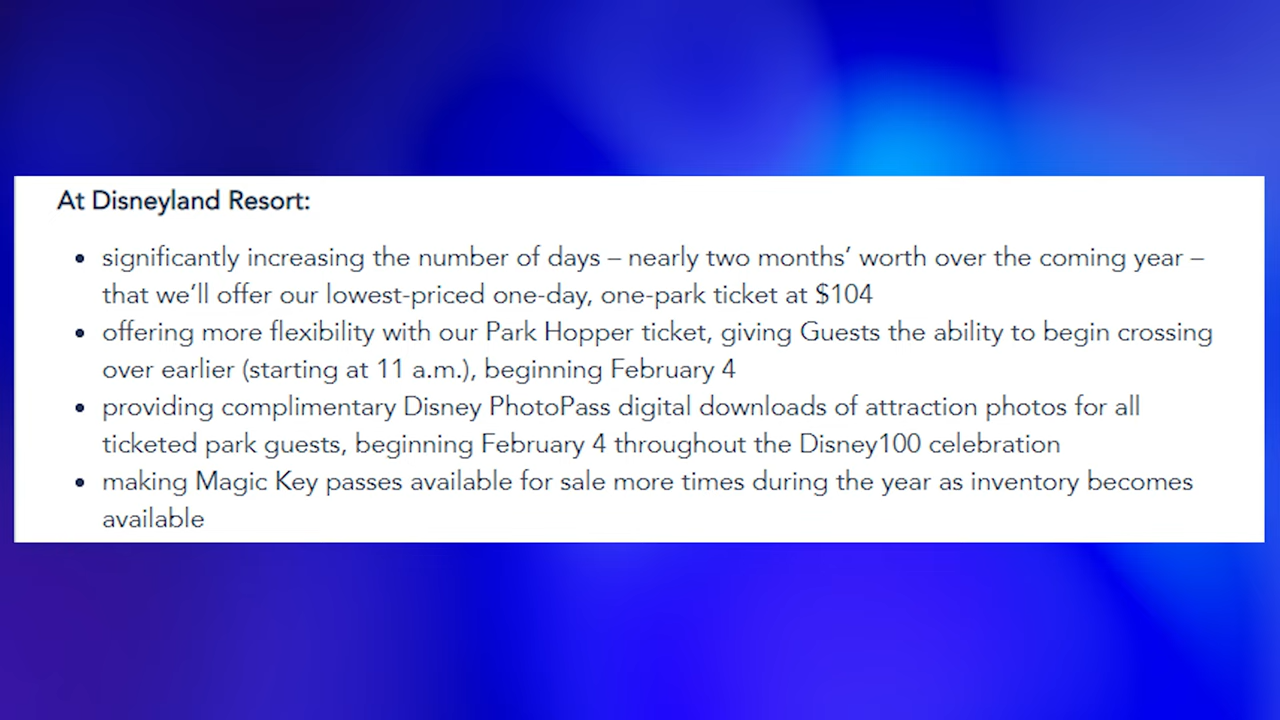 At Disneyland Resort:
• significantly increasing the number of days – nearly two months’ worth over the coming year –
that we’ll offer our lowest-priced one-day, one-park ticket at $104
• offering more flexibility with our Park Hopper ticket, giving Guests the ability to begin crossing
over earlier (starting at 11 a.m.), beginning February 4
• providing complimentary Disney PhotoPass digital downloads of attraction photos for all
ticketed park guests, beginning February 4 throughout the Disney100 celebration
• making Magic Key passes available for sale more times during the year as inventory becomes
available